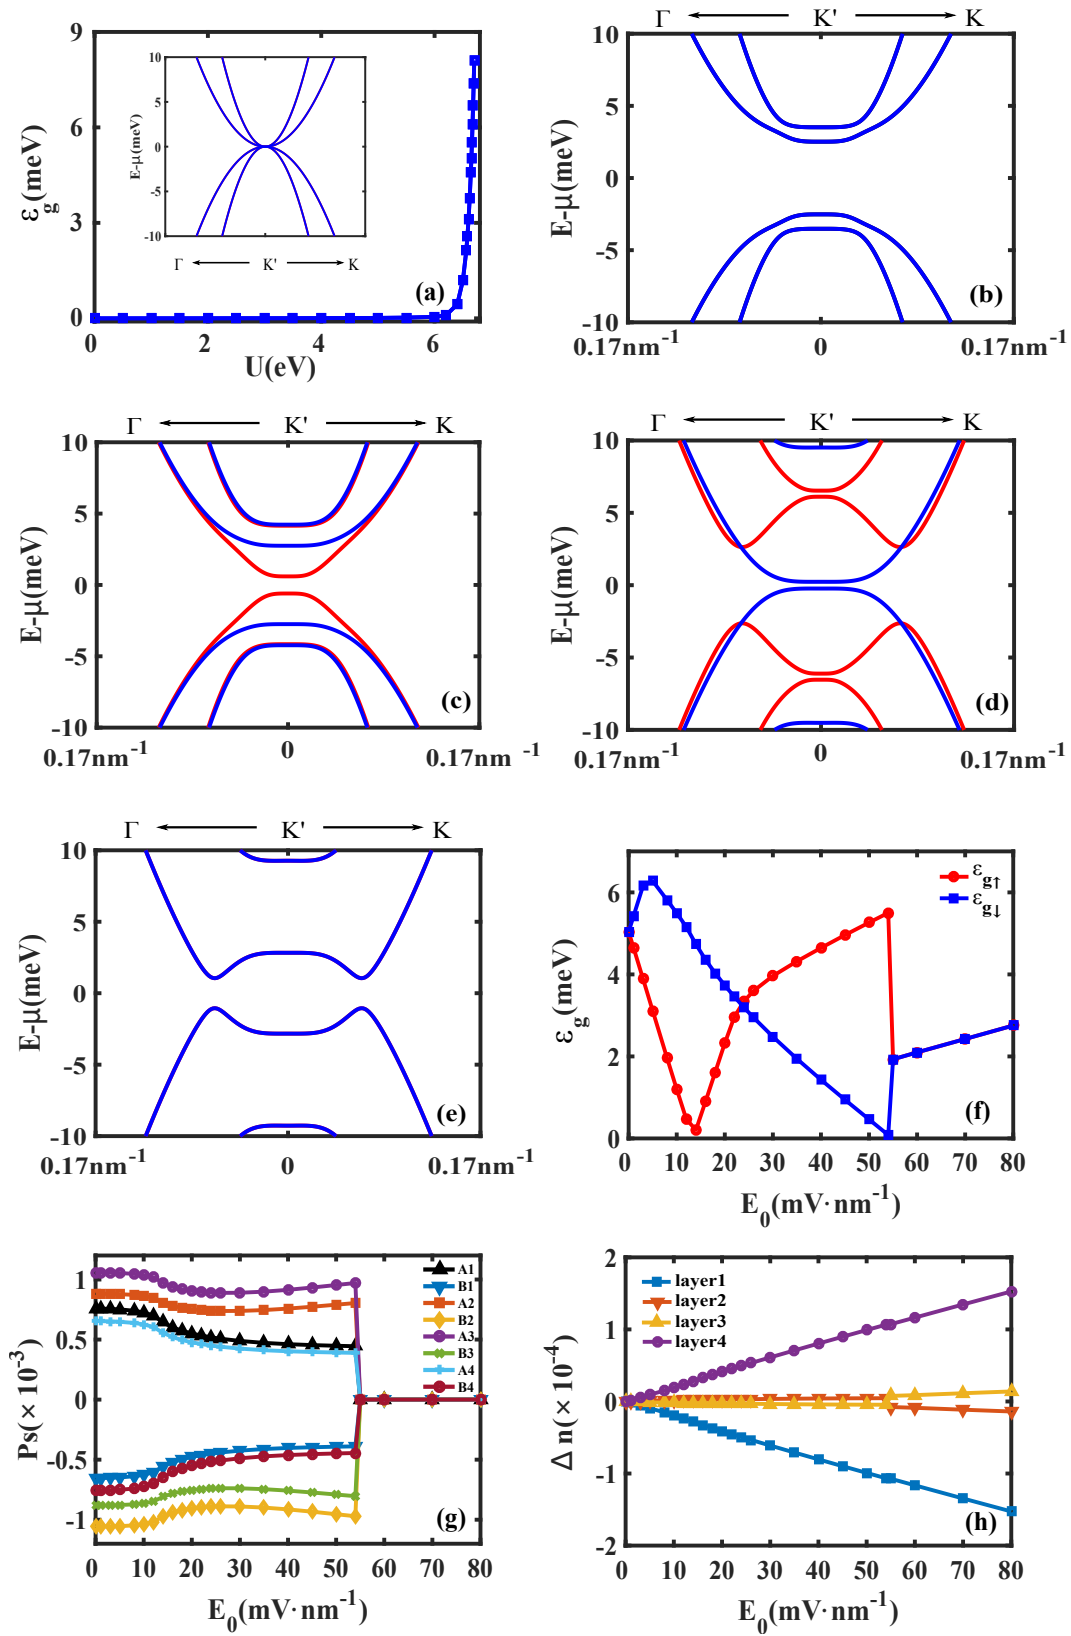 9
6
3
0
ε_g(meV)
10
5
0
-5
-10
E-μ(meV)
Γ K' K
(a)
0 2 4 6
U(eV)
Γ K' K
10
5
0
-5
-10
E-μ(meV)
(b)
0.17nm⁻¹ 0 0.17nm⁻¹
Γ K' K
10
5
0
-5
-10
E-μ(meV)
(c)
0.17nm⁻¹ 0 0.17nm⁻¹
Γ K' K
10
5
0
-5
-10
E-μ(meV)
(d)
0.17nm⁻¹ 0 0.17nm⁻¹
Γ K' K
10
5
0
-5
-10
E-μ(meV)
(e)
0.17nm⁻¹ 0 0.17nm⁻¹
6
4
2
0
ε_g(meV)
ε_g↑
ε_g↓
(f)
0 10 20 30 40 50 60 70 80
E₀(mV·nm⁻¹)
1
0.5
0
-0.5
-1
Ps(×10⁻³)
A1
B1
A2
B2
A3
B3
A4
B4
(g)
0 10 20 30 40 50 60 70 80
E₀(mV·nm⁻¹)
2
1
0
-1
-2
Δn(×10⁻⁴)
layer1
layer2
layer3
layer4
(h)
0 10 20 30 40 50 60 70 80
E₀(mV·nm⁻¹)